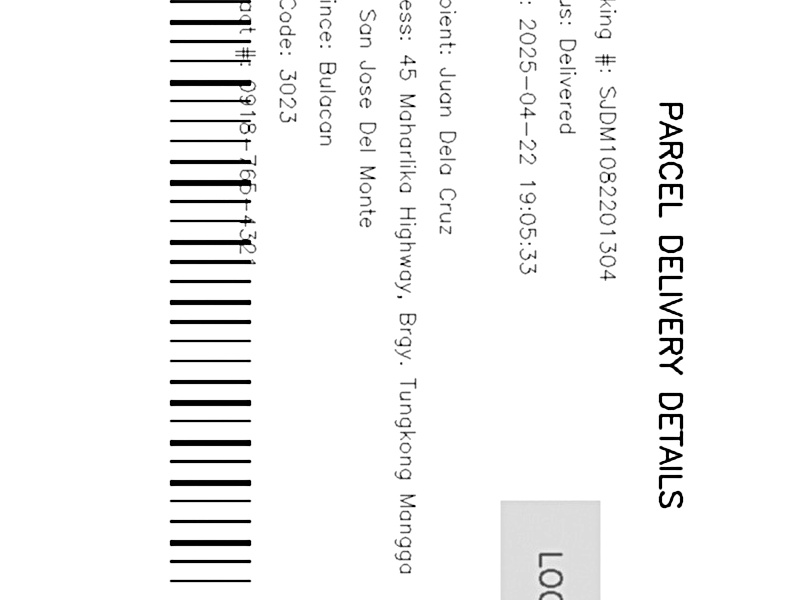 PARCEL DELIVERY DETAILS
king #: SJDM1082201304
us: Delivered
: 2025-04-22 19:05:33
LOG
pient: Juan Dela Cruz
ess: 45 Maharlika Highway, Brgy. Tungkong Mangga
San Jose Del Monte
ince: Bulacan
Code: 3023
act #: 0918-765-4321